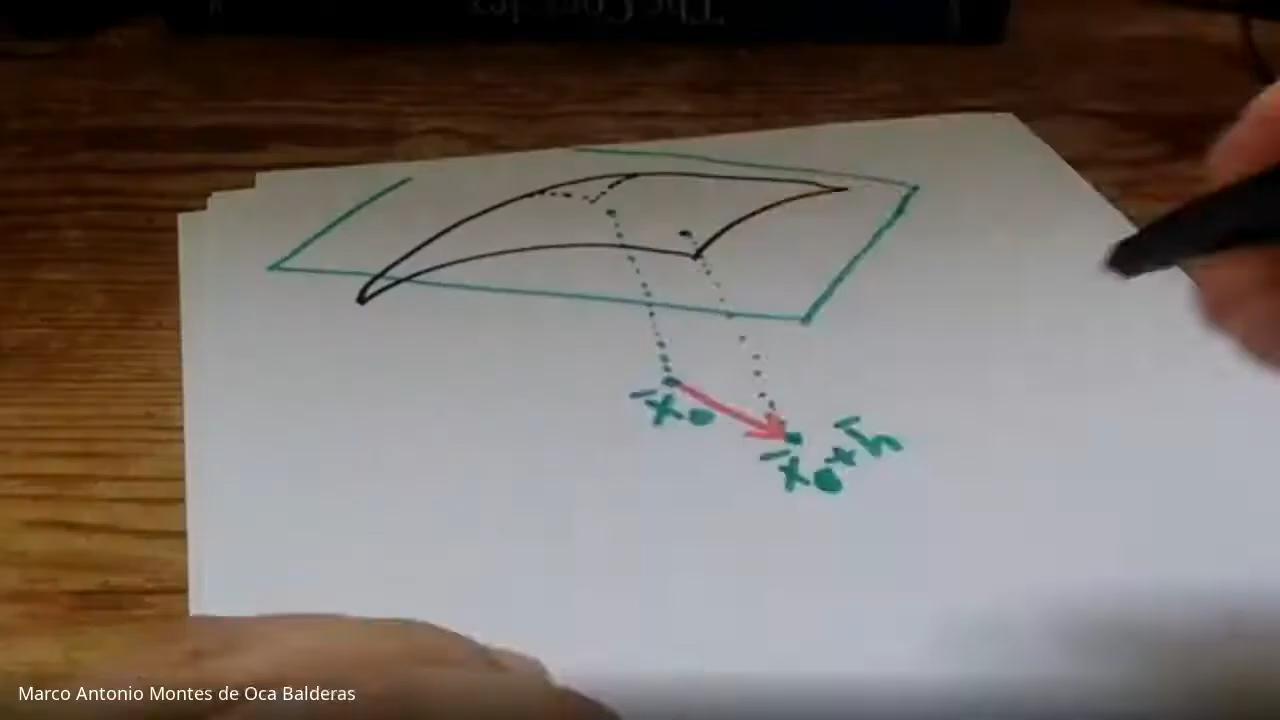 x̄₀
x̄₀+h̄
Marco Antonio Montes de Oca Balderas